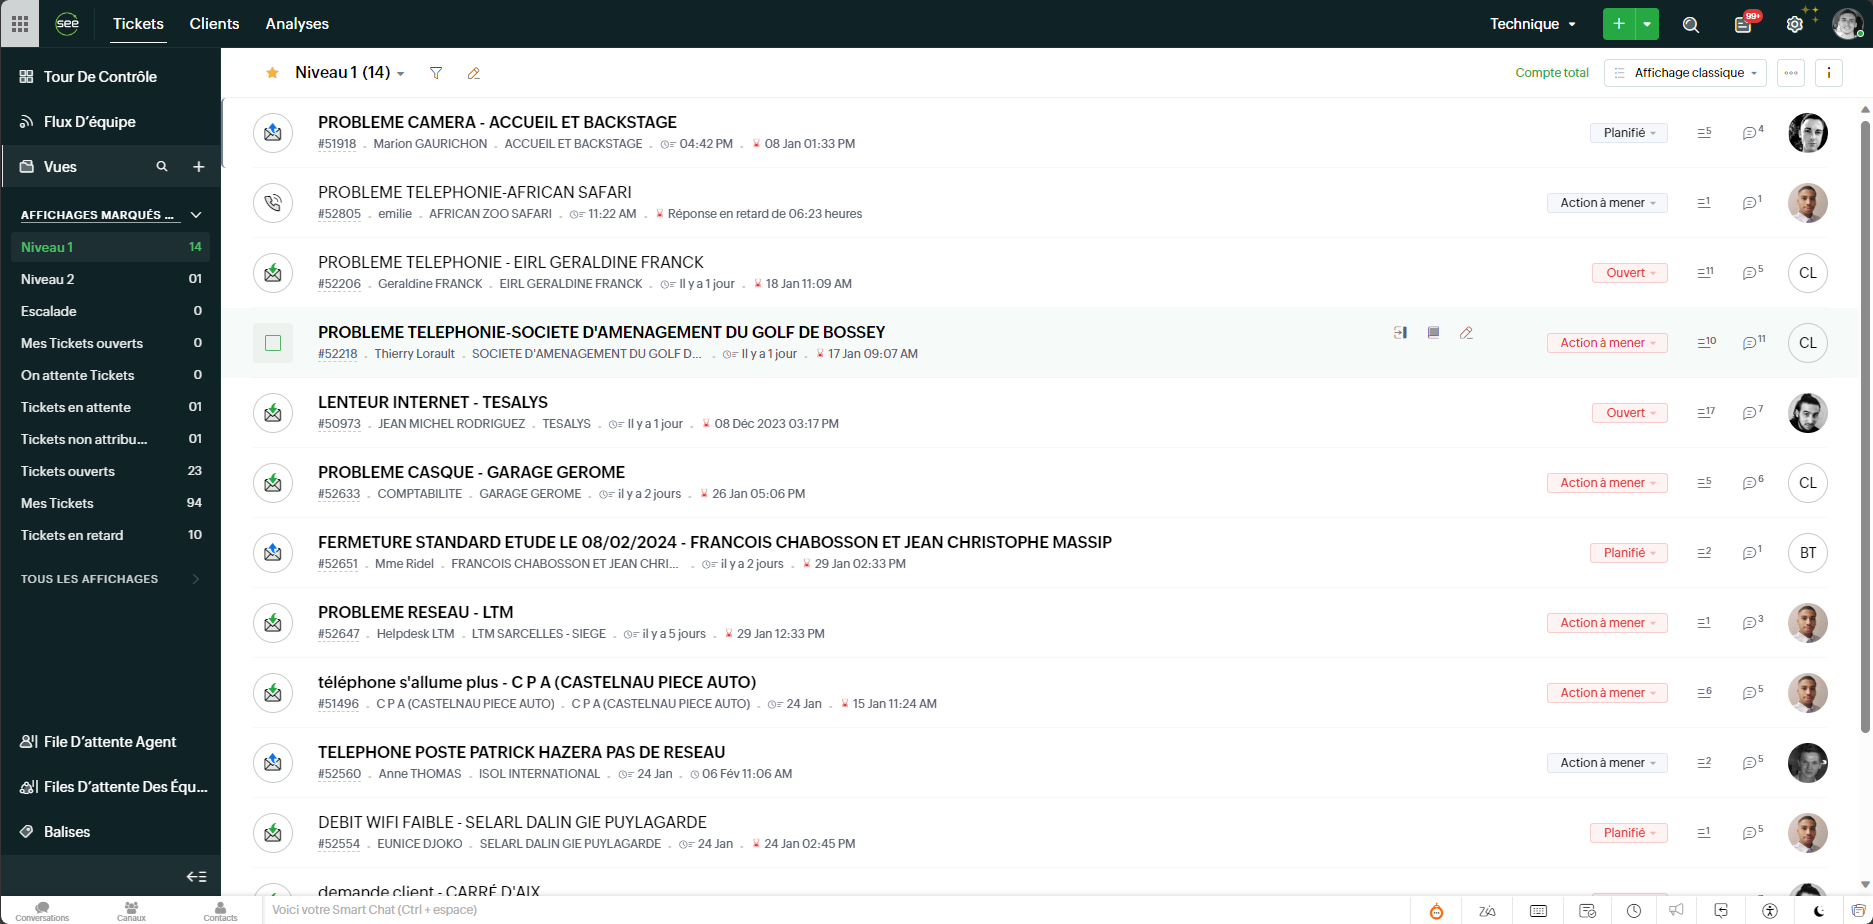 see
Tickets
Clients
Analyses
Technique
99+
Tour De Contrôle
Flux D'équipe
Vues
AFFICHAGES MARQUÉS ...
Niveau 1 14
Niveau 2 01
Escalade 0
Mes Tickets ouverts 0
On attente Tickets 0
Tickets en attente 01
Tickets non attribu... 01
Tickets ouverts 23
Mes Tickets 94
Tickets en retard 10
TOUS LES AFFICHAGES
File D'attente Agent
Files D'attente Des Équ...
Balises
Niveau 1 (14)
Compte total
Affichage classique
PROBLEME CAMERA - ACCUEIL ET BACKSTAGE
#51918 . Marion GAURICHON . ACCUEIL ET BACKSTAGE . 04:42 PM . 08 Jan 01:33 PM
Planifié 5 4
PROBLEME TELEPHONIE-AFRICAN SAFARI
#52805 . emilie . AFRICAN ZOO SAFARI . 11:22 AM . Réponse en retard de 06:23 heures
Action à mener 1 1
PROBLEME TELEPHONIE - EIRL GERALDINE FRANCK
#52206 . Geraldine FRANCK . EIRL GERALDINE FRANCK . Il y a 1 jour . 18 Jan 11:09 AM
Ouvert 11 5 CL
PROBLEME TELEPHONIE-SOCIETE D'AMENAGEMENT DU GOLF DE BOSSEY
#52218 . Thierry Lorault . SOCIETE D'AMENAGEMENT DU GOLF D... . Il y a 1 jour . 17 Jan 09:07 AM
Action à mener 10 11 CL
LENTEUR INTERNET - TESALYS
#50973 . JEAN MICHEL RODRIGUEZ . TESALYS . Il y a 1 jour . 08 Déc 2023 03:17 PM
Ouvert 17 7
PROBLEME CASQUE - GARAGE GEROME
#52633 . COMPTABILITE . GARAGE GEROME . il y a 2 jours . 26 Jan 05:06 PM
Action à mener 5 6 CL
FERMETURE STANDARD ETUDE LE 08/02/2024 - FRANCOIS CHABOSSON ET JEAN CHRISTOPHE MASSIP
#52651 . Mme Ridel . FRANCOIS CHABOSSON ET JEAN CHRI... . il y a 2 jours . 29 Jan 02:33 PM
Planifié 2 1 BT
PROBLEME RESEAU - LTM
#52647 . Helpdesk LTM . LTM SARCELLES - SIEGE . il y a 5 jours . 29 Jan 12:33 PM
Action à mener 1 3
téléphone s'allume plus - C P A (CASTELNAU PIECE AUTO)
#51496 . C P A (CASTELNAU PIECE AUTO) . C P A (CASTELNAU PIECE AUTO) . 24 Jan . 15 Jan 11:24 AM
Action à mener 6 5
TELEPHONE POSTE PATRICK HAZERA PAS DE RESEAU
#52560 . Anne THOMAS . ISOL INTERNATIONAL . 24 Jan . 06 Fév 11:06 AM
Action à mener 2 5
DEBIT WIFI FAIBLE - SELARL DALIN GIE PUYLAGARDE
#52554 . EUNICE DJOKO . SELARL DALIN GIE PUYLAGARDE . 24 Jan . 24 Jan 02:45 PM
Planifié 1 5
demande client - CARRÉ D'AIX
Conversations
Canaux
Contacts
Voici votre Smart Chat (Ctrl + espace)